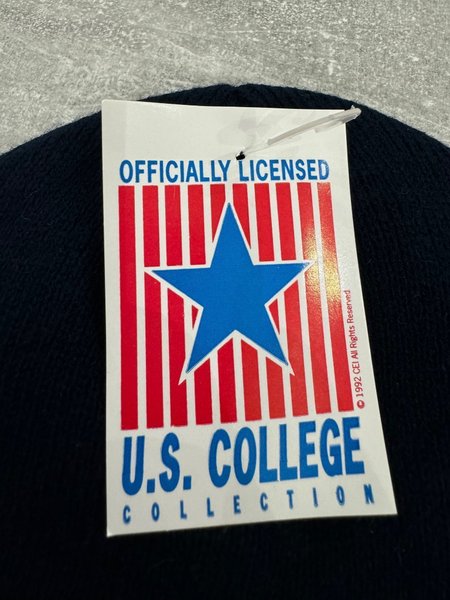 OFFICIALLY LICENSED
© 1992 CEI All Rights Reserved
U.S. COLLEGE
COLLECTION